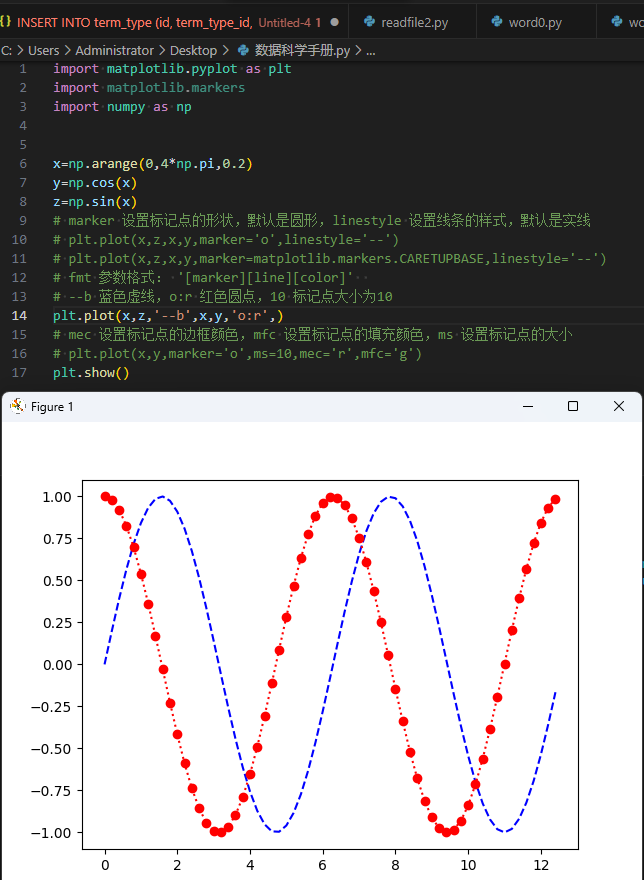 INSERT INTO term_type (id, term_type_id, Untitled-4 1 readfile2.py word0.py wo
C: > Users > Administrator > Desktop > 数据科学手册.py > ...
1 import matplotlib.pyplot as plt
2 import matplotlib.markers
3 import numpy as np
4
5
6 x=np.arange(0,4*np.pi,0.2)
7 y=np.cos(x)
8 z=np.sin(x)
9 # marker 设置标记点的形状，默认是圆形，linestyle 设置线条的样式，默认是实线
10 # plt.plot(x,z,x,y,marker='o',linestyle='--')
11 # plt.plot(x,z,x,y,marker=matplotlib.markers.CARETUPBASE,linestyle='--')
12 # fmt 参数格式： '[marker][line][color]'
13 # --b 蓝色虚线，o:r 红色圆点，10 标记点大小为10
14 plt.plot(x,z,'--b',x,y,'o:r',)
15 # mec 设置标记点的边框颜色，mfc 设置标记点的填充颜色，ms 设置标记点的大小
16 # plt.plot(x,y,marker='o',ms=10,mec='r',mfc='g')
17 plt.show()
Figure 1
1.00
0.75
0.50
0.25
0.00
−0.25
−0.50
−0.75
−1.00
0 2 4 6 8 10 12